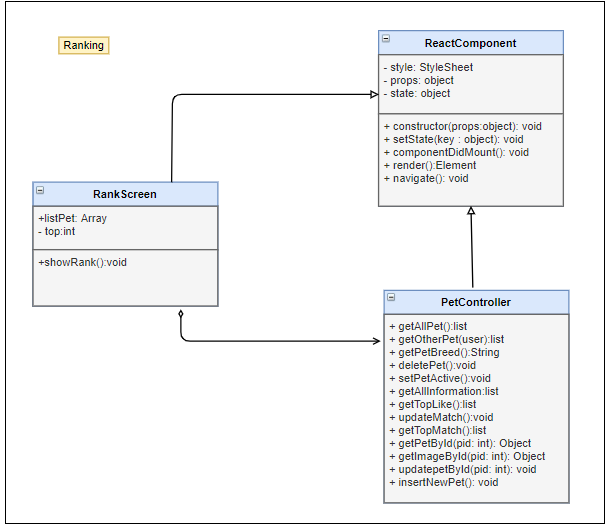 Ranking
ReactComponent
- style: StyleSheet
- props: object
- state: object
+ constructor(props:object): void
+ setState(key : object): void
+ componentDidMount(): void
+ render():Element
+ navigate(): void
RankScreen
+listPet: Array
- top:int
+showRank():void
PetController
+ getAllPet():list
+ getOtherPet(user):list
+ getPetBreed():String
+ deletePet():void
+ setPetActive():void
+ getAllInformation:list
+ getTopLike():list
+ updateMatch():void
+ getTopMatch():list
+ getPetById(pid: int): Object
+ getImageById(pid: int): Object
+ updatepetById(pid: int): void
+ insertNewPet(): void